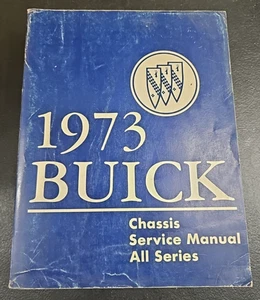 1973
BUICK
Chassis
Service Manual
All Series